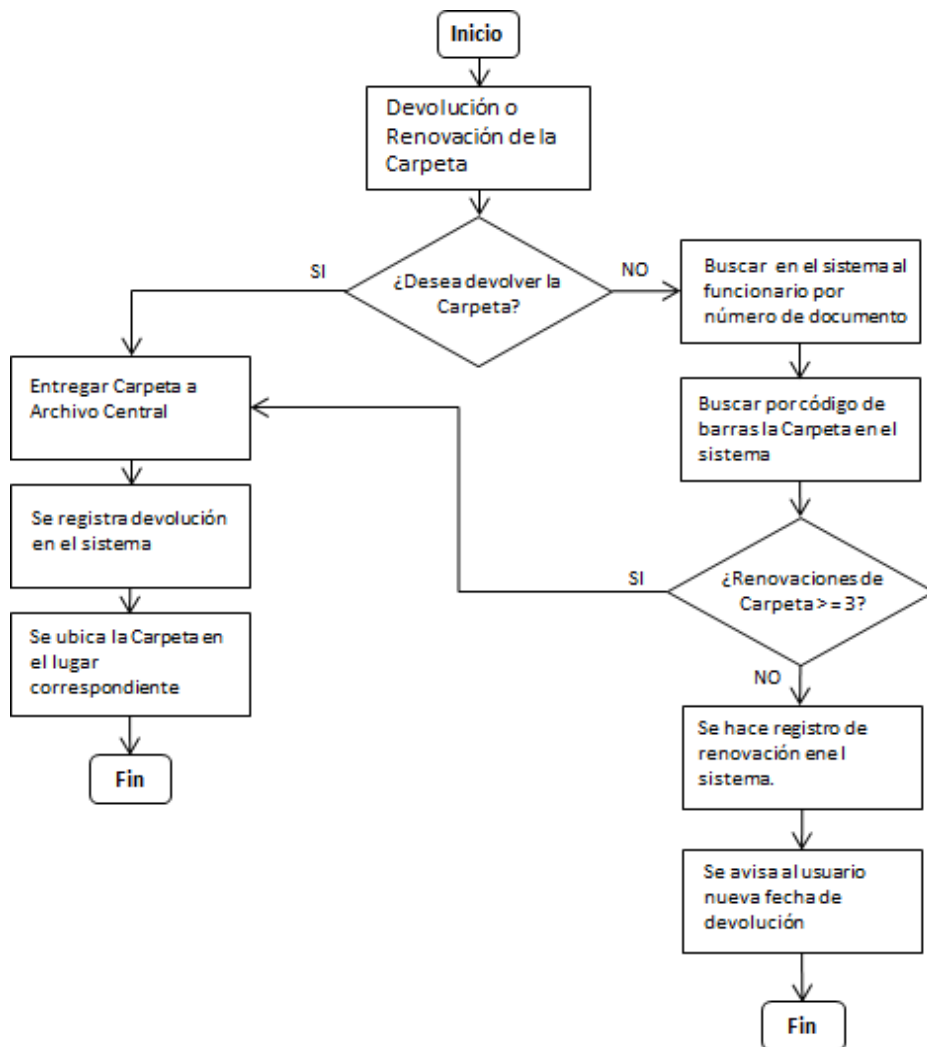 Inicio
Devolución o
Renovación de la
Carpeta
¿Desea devolver la
Carpeta?
SI
NO
Buscar en el sistema al
funcionario por
número de documento
Entregar Carpeta a
Archivo Central
Buscar por código de
barras la Carpeta en el
sistema
Se registra devolución
en el sistema
¿Renovaciones de
Carpeta > = 3?
SI
NO
Se ubica la Carpeta en
el lugar
correspondiente
Fin
Se hace registro de
renovación ene l
sistema.
Se avisa al usuario
nueva fecha de
devolución
Fin